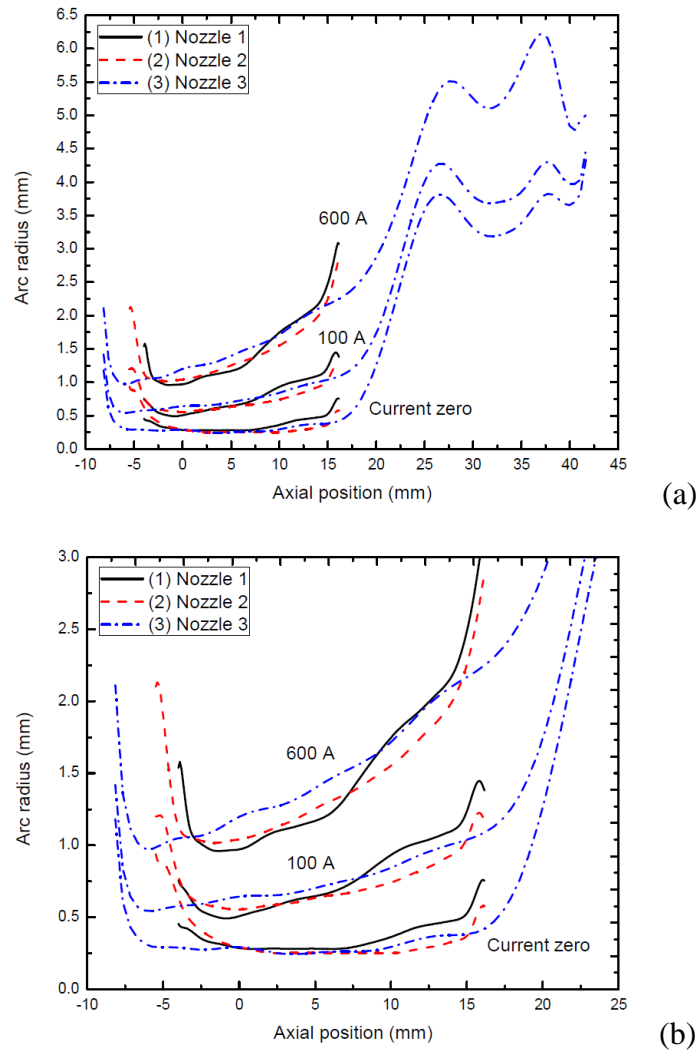 6.5
6.0
5.5
5.0
4.5
4.0
3.5
3.0
2.5
2.0
1.5
1.0
0.5
0.0
Arc radius (mm)
(1) Nozzle 1
(2) Nozzle 2
(3) Nozzle 3
600 A
100 A
Current zero
-10 -5 0 5 10 15 20 25 30 35 40 45
Axial position (mm)
(a)
3.0
2.5
2.0
1.5
1.0
0.5
0.0
Arc radius (mm)
(1) Nozzle 1
(2) Nozzle 2
(3) Nozzle 3
600 A
100 A
Current zero
-10 -5 0 5 10 15 20 25
Axial position (mm)
(b)